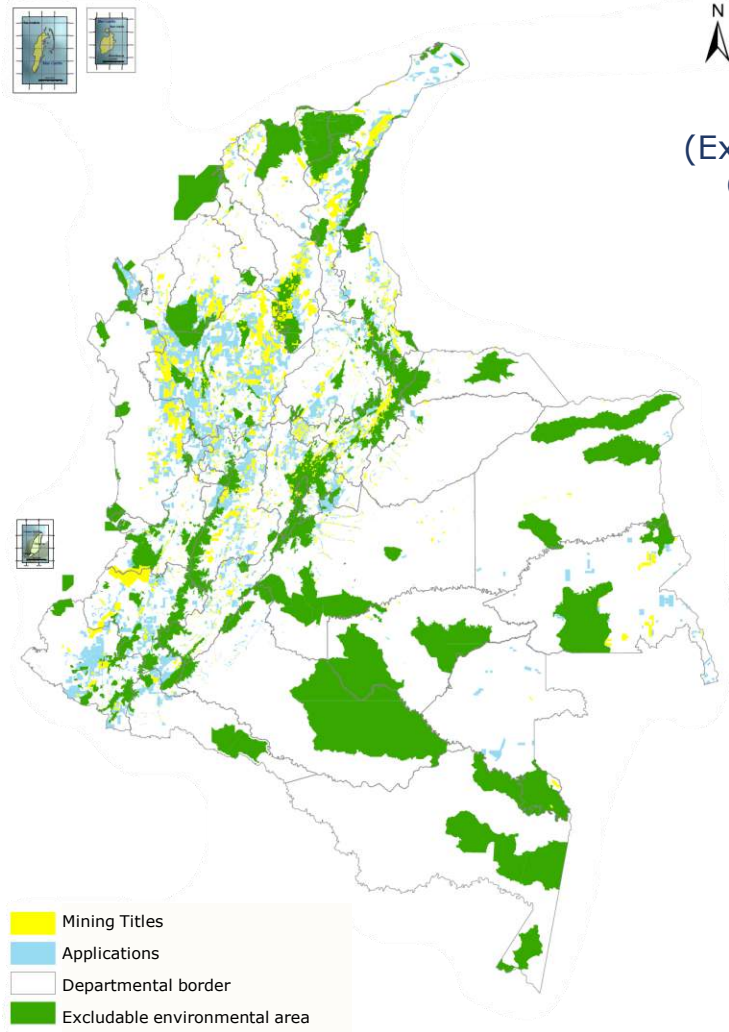 N
(Ex
Mining Titles
Applications
Departmental border
Excludable environmental area